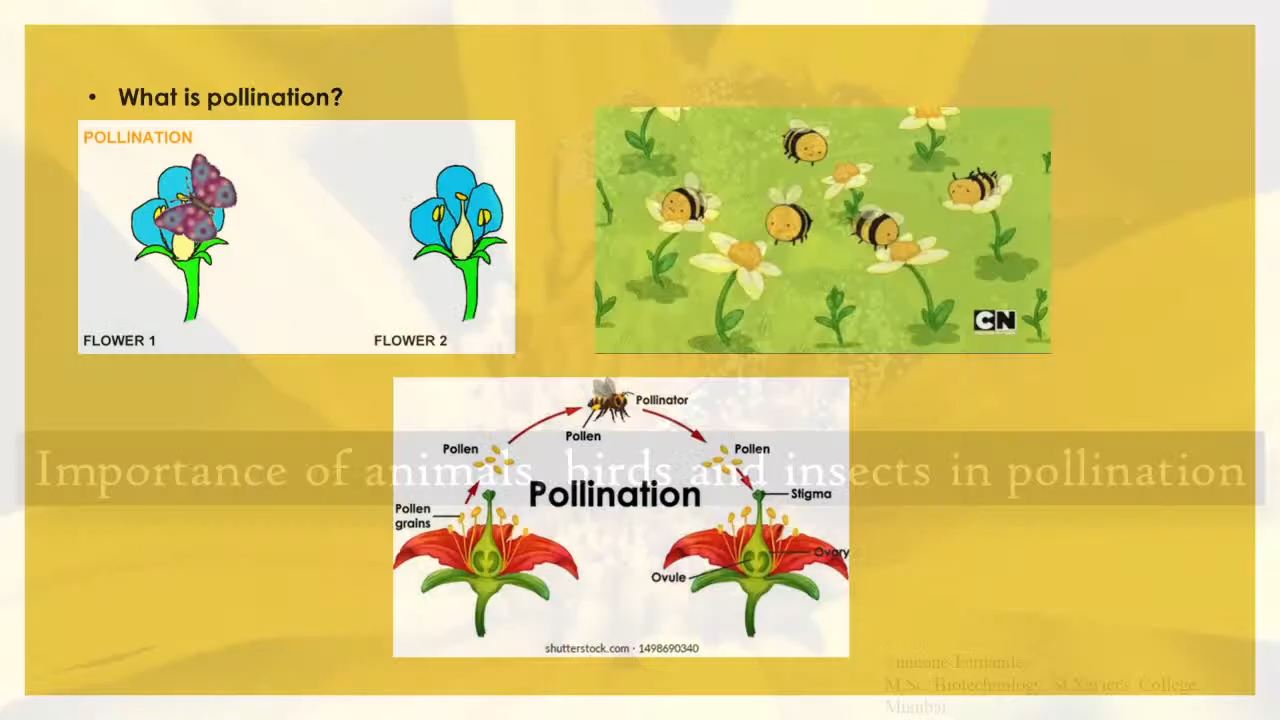 • What is pollination?
POLLINATION
FLOWER 1
FLOWER 2
CN
Pollinator
Pollen
Pollen
Pollen
Pollination
Pollen
grains
Stigma
Ovary
Ovule
shutterstock.com · 1498690340
Importance of animals, birds and insects in pollination
M.Sc. Biotechnology, St.Xavier's College,
Mumbai